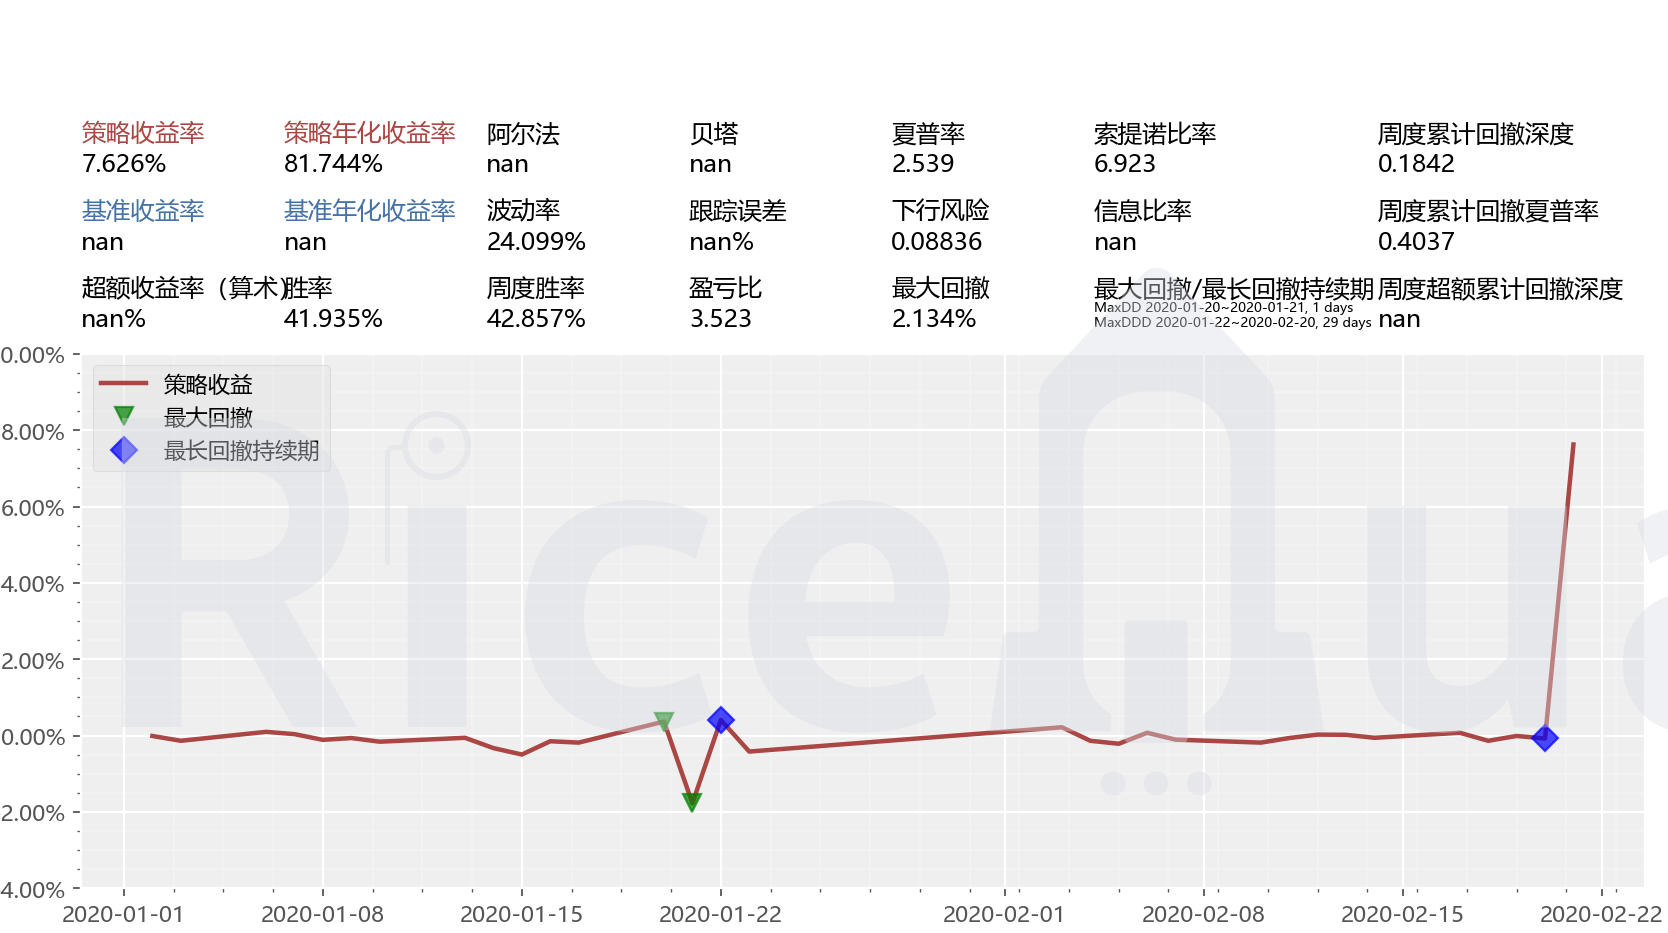 策略收益率 策略年化收益率 阿尔法 贝塔 夏普率 索提诺比率 周度累计回撤深度
7.626% 81.744% nan nan 2.539 6.923 0.1842
基准收益率 基准年化收益率 波动率 跟踪误差 下行风险 信息比率 周度累计回撤夏普率
nan nan 24.099% nan% 0.08836 nan 0.4037
超额收益率（算术） 胜率 周度胜率 盈亏比 最大回撤 最大回撤/最长回撤持续期 周度超额累计回撤深度
nan% 41.935% 42.857% 3.523 2.134% MaxDD 2020-01-20~2020-01-21, 1 days nan
MaxDDD 2020-01-22~2020-02-20, 29 days
0.00%
策略收益
最大回撤
8.00%
最长回撤持续期
6.00%
4.00%
2.00%
0.00%
2.00%
4.00%
Rice ua
2020-01-01 2020-01-08 2020-01-15 2020-01-22 2020-02-01 2020-02-08 2020-02-15 2020-02-22